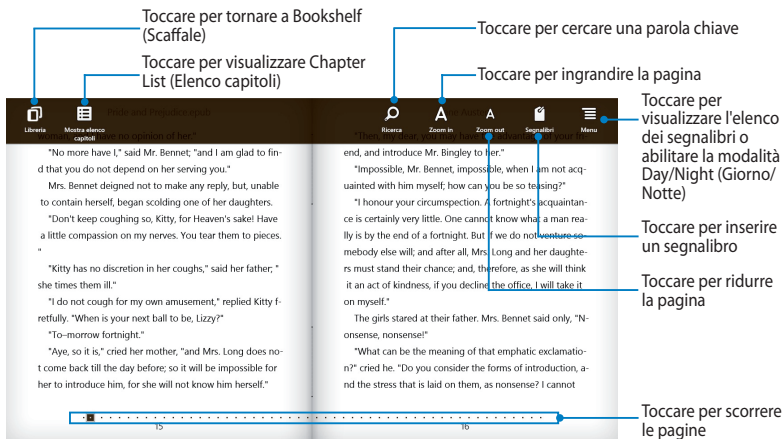 Toccare per tornare a Bookshelf
(Scaffale)
Toccare per visualizzare Chapter
List (Elenco capitoli)
Toccare per cercare una parola chiave
Toccare per ingrandire la pagina
Toccare per
visualizzare l'elenco
dei segnalibri o
abilitare la modalità
Day/Night (Giorno/
Notte)
Toccare per inserire
un segnalibro
Toccare per ridurre
la pagina
Toccare per scorrere
le pagine
Pride and Prejudice.epub
Libreria
Mostra elenco
capitoli
Ricerca
Zoom in
Zoom out
Segnalibri
Menu
woman, have no opinion of her."
"No more have I," said Mr. Bennet; "and I am glad to fin-
d that you do not depend on her serving you."
Mrs. Bennet deigned not to make any reply, but, unable
to contain herself, began scolding one of her daughters.
"Don't keep coughing so, Kitty, for Heaven's sake! Have
a little compassion on my nerves. You tear them to pieces.
"
"Kitty has no discretion in her coughs," said her father; "
she times them ill."
"I do not cough for my own amusement," replied Kitty f-
retfully. "When is your next ball to be, Lizzy?"
"To–morrow fortnight."
"Aye, so it is," cried her mother, "and Mrs. Long does no-
t come back till the day before; so it will be impossible for
her to introduce him, for she will not know him herself."
15
"Then, my dear, you may have the advantage of your fri-
end, and introduce Mr. Bingley to her."
"Impossible, Mr. Bennet, impossible, when I am not acq-
uainted with him myself; how can you be so teasing?"
"I honour your circumspection. A fortnight's acquaintan-
ce is certainly very little. One cannot know what a man rea-
lly is by the end of a fortnight. But if we do not venture so-
mebody else will; and after all, Mrs. Long and her daughte-
rs must stand their chance; and, therefore, as she will think
it an act of kindness, if you decline the office, I will take it
on myself."
The girls stared at their father. Mrs. Bennet said only, "N-
onsense, nonsense!"
"What can be the meaning of that emphatic exclamatio-
n?" cried he. "Do you consider the forms of introduction, a-
nd the stress that is laid on them, as nonsense? I cannot
16